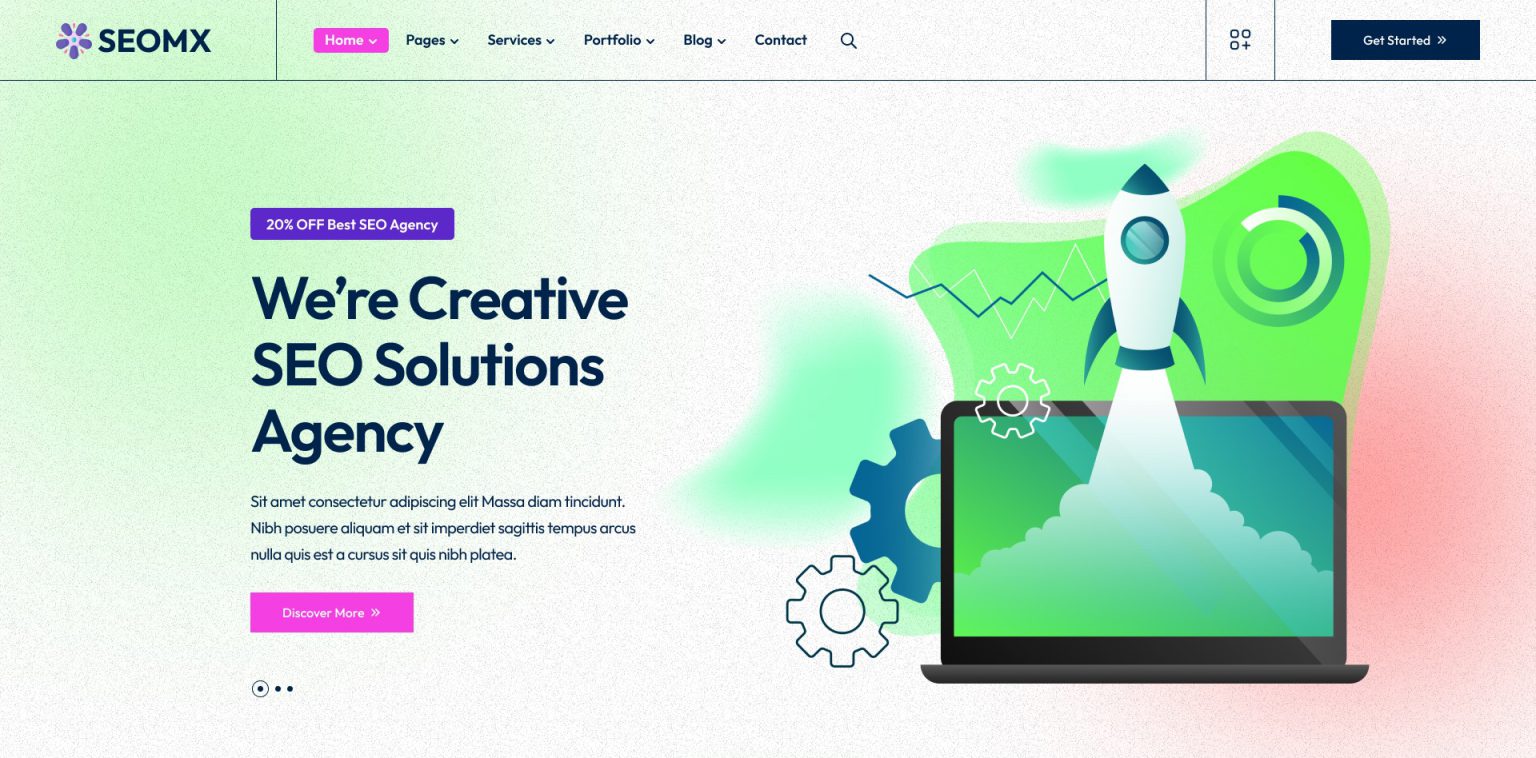 SEOMX
Home
Pages
Services
Portfolio
Blog
Contact
Get Started
20% OFF Best SEO Agency
We’re Creative
SEO Solutions
Agency
Sit amet consectetur adipiscing elit Massa diam tincidunt.
Nibh posuere aliquam et sit imperdiet sagittis tempus arcus
nulla quis est a cursus sit quis nibh platea.
Discover More